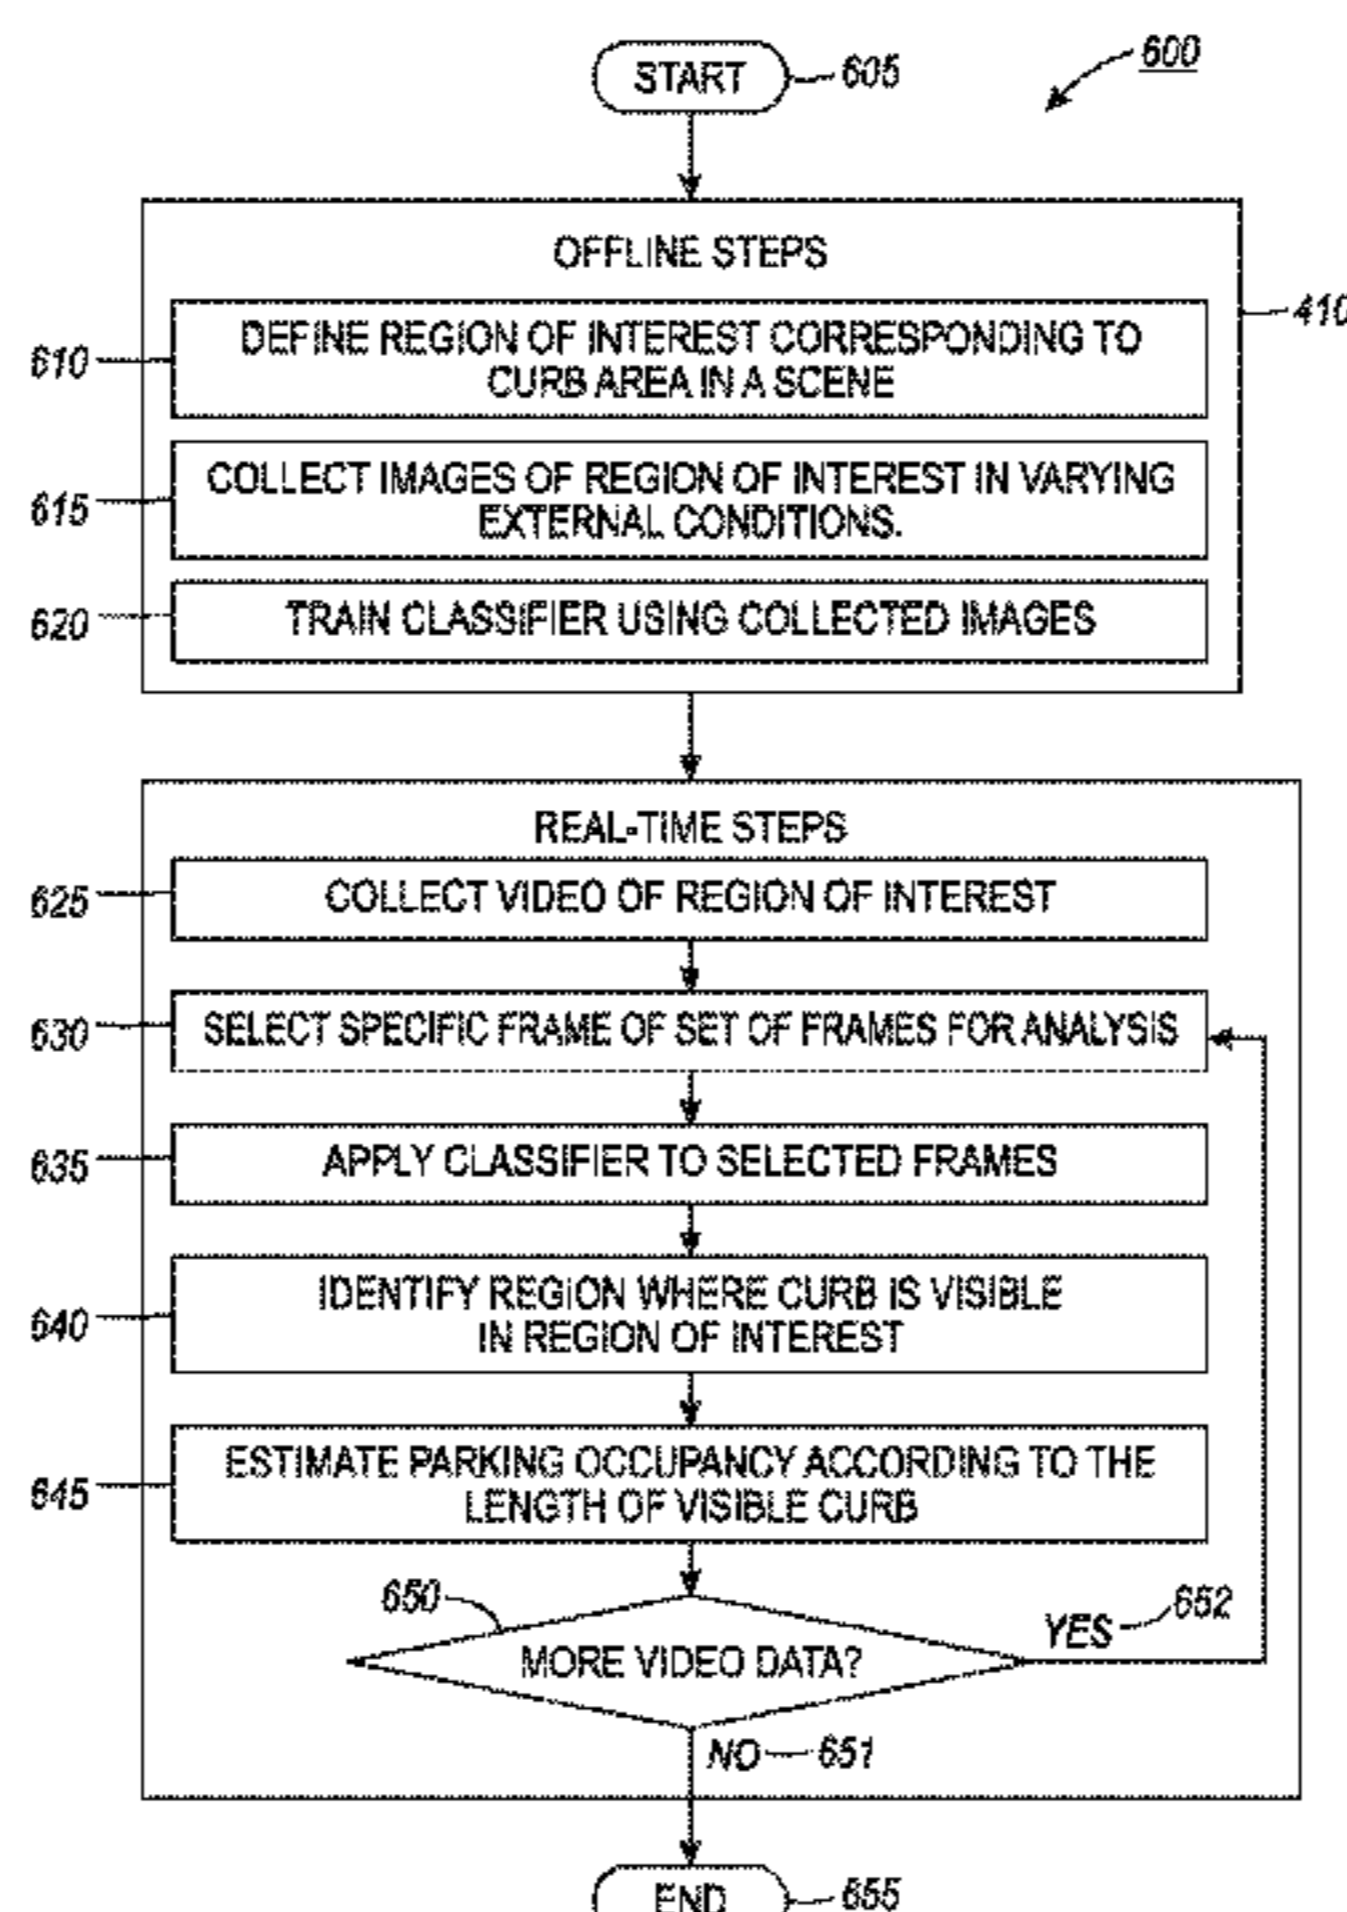 600
START
605
OFFLINE STEPS
410
610
DEFINE REGION OF INTEREST CORRESPONDING TO
CURB AREA IN A SCENE
615
COLLECT IMAGES OF REGION OF INTEREST IN VARYING
EXTERNAL CONDITIONS.
620
TRAIN CLASSIFIER USING COLLECTED IMAGES
REAL-TIME STEPS
625
COLLECT VIDEO OF REGION OF INTEREST
630
SELECT SPECIFIC FRAME OF SET OF FRAMES FOR ANALYSIS
635
APPLY CLASSIFIER TO SELECTED FRAMES
640
IDENTIFY REGION WHERE CURB IS VISIBLE
IN REGION OF INTEREST
645
ESTIMATE PARKING OCCUPANCY ACCORDING TO THE
LENGTH OF VISIBLE CURB
650
MORE VIDEO DATA?
YES
652
NO
651
END
655